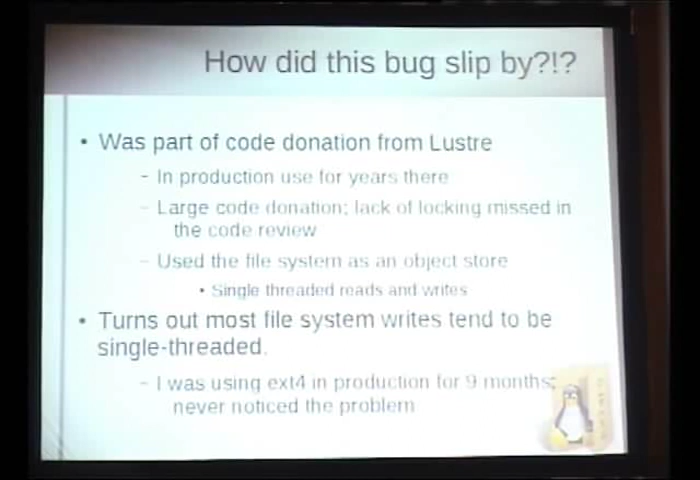 How did this bug slip by?!?
• Was part of code donation from Lustre
- In production use for years there
- Large code donation; lack of locking missed in
the code review
- Used the file system as an object store
• Single threaded reads and writes
• Turns out most file system writes tend to be
single-threaded.
- I was using ext4 in production for 9 months;
never noticed the problem